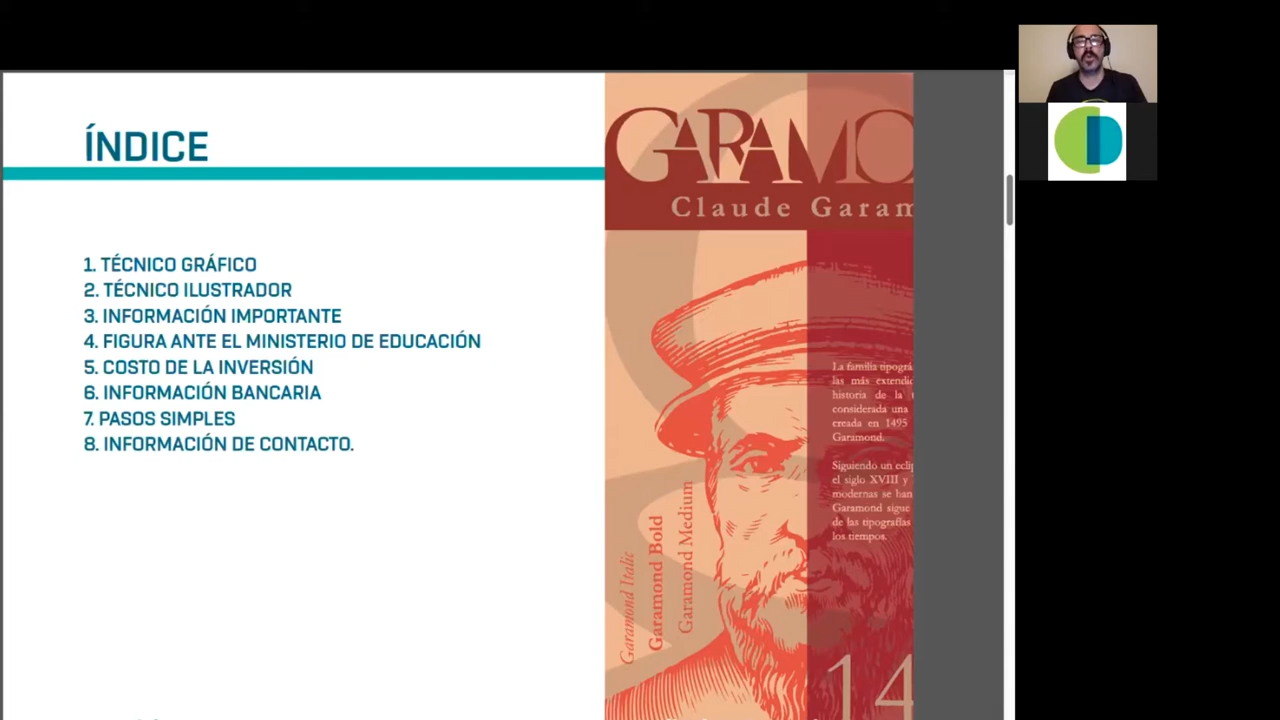 ÍNDICE
1. TÉCNICO GRÁFICO
2. TÉCNICO ILUSTRADOR
3. INFORMACIÓN IMPORTANTE
4. FIGURA ANTE EL MINISTERIO DE EDUCACIÓN
5. COSTO DE LA INVERSIÓN
6. INFORMACIÓN BANCARIA
7. PASOS SIMPLES
8. INFORMACIÓN DE CONTACTO.
GARAMO
Claude Garam
La familia tipográ
las más extendid
historia de la
considerada una
creada en 1495
Garamond.
Siguiendo un eclip
el siglo XVIII y
modernas se ban
Garamond sigue
de las tipografías
los tiempos.
Garamond Italic
Garamond Bold
Garamond Medium
14